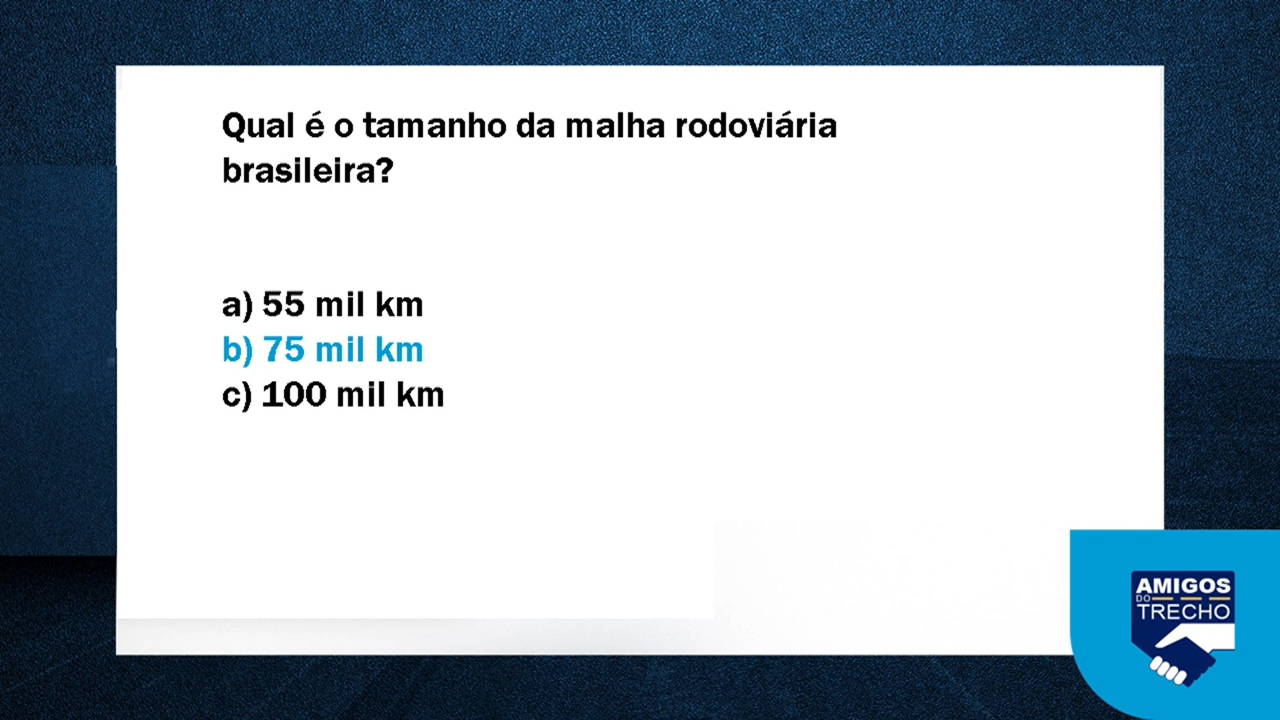 Qual é o tamanho da malha rodoviária
brasileira?
a) 55 mil km
b) 75 mil km
c) 100 mil km
AMIGOS
DO
TRECHO